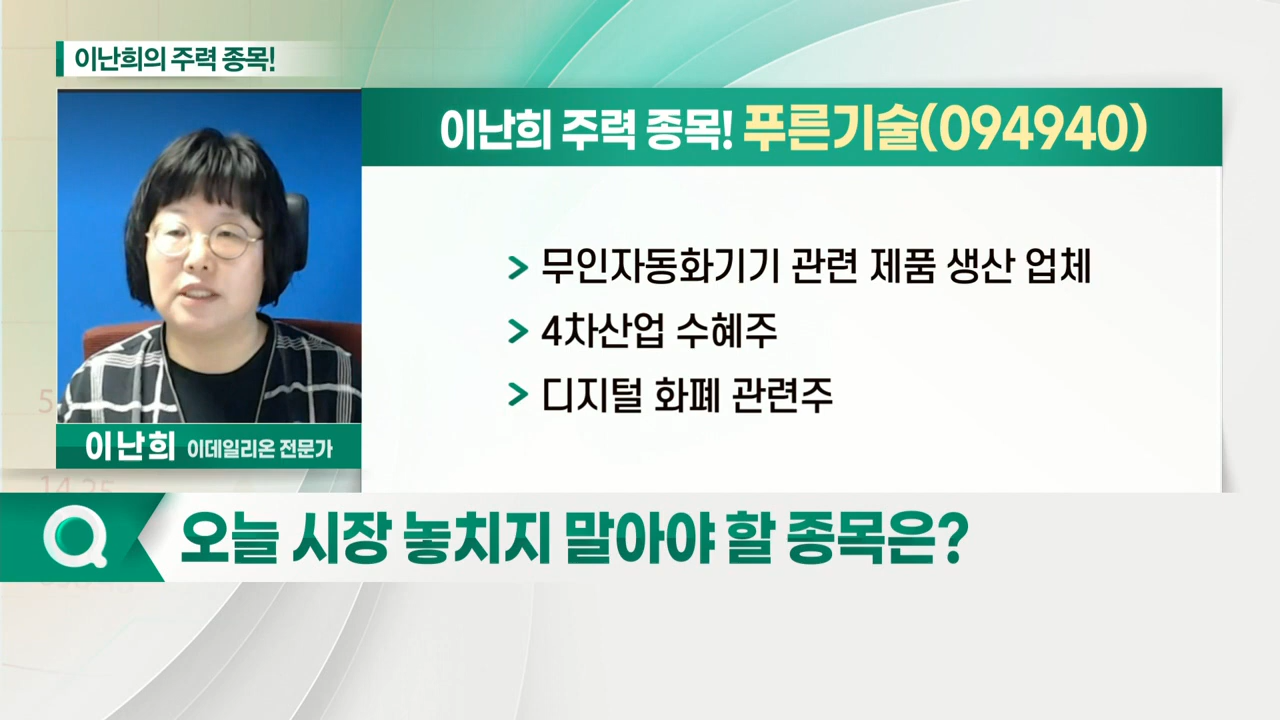 이난희의 주력 종목!
이난희 주력 종목! 푸른기술(094940)
무인자동화기기 관련 제품 생산 업체
4차산업 수혜주
디지털 화폐 관련주
이난희 이데일리온 전문가
오늘 시장 놓치지 말아야 할 종목은?